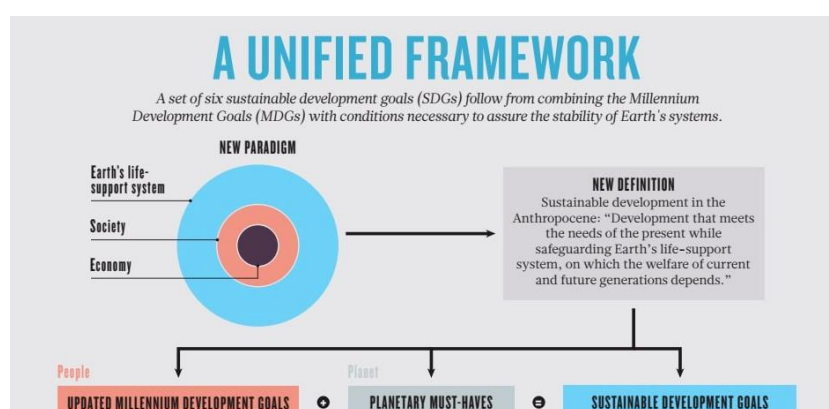 A UNIFIED FRAMEWORK
A set of six sustainable development goals (SDGs) follow from combining the Millennium
Development Goals (MDGs) with conditions necessary to assure the stability of Earth's systems.
NEW PARADIGM
Earth's life-
support system
Society
Economy
NEW DEFINITION
Sustainable development in the
Anthropocene: “Development that meets
the needs of the present while
safeguarding Earth's life-support
system, on which the welfare of current
and future generations depends.”
People
UPDATED MILLENNIUM DEVELOPMENT GOALS
+
Planet
PLANETARY MUST-HAVES
=
SUSTAINABLE DEVELOPMENT GOALS